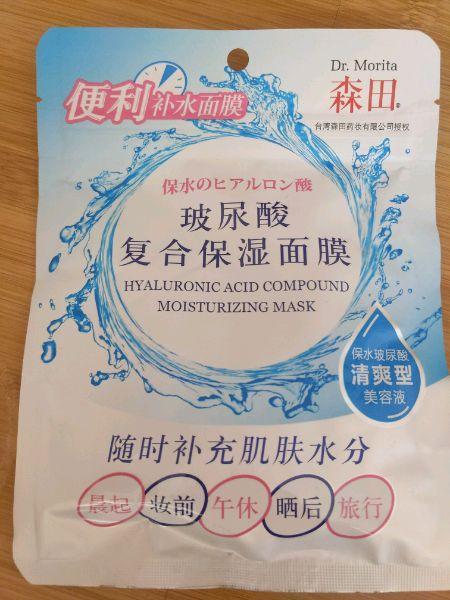 Dr. Morita
森田®
台湾森田药妆有限公司授权
便利补水面膜
保水のヒアルロン酸
玻尿酸
复合保湿面膜
HYALURONIC ACID COMPOUND
MOISTURIZING MASK
保水玻尿酸
清爽型
美容液
随时补充肌肤水分
晨起 妆前 午休 晒后 旅行